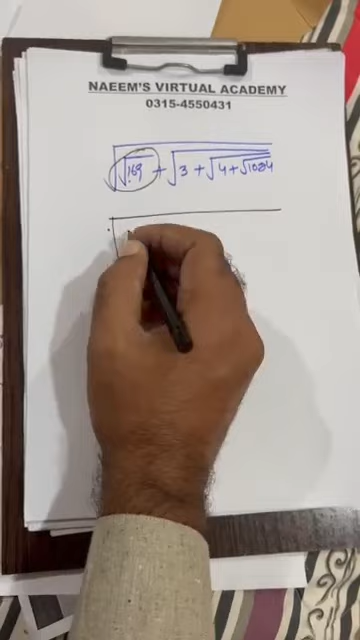 NAEEM'S VIRTUAL ACADEMY
0315-4550431
√(√169 + √(3 + √(4 + √1024)))